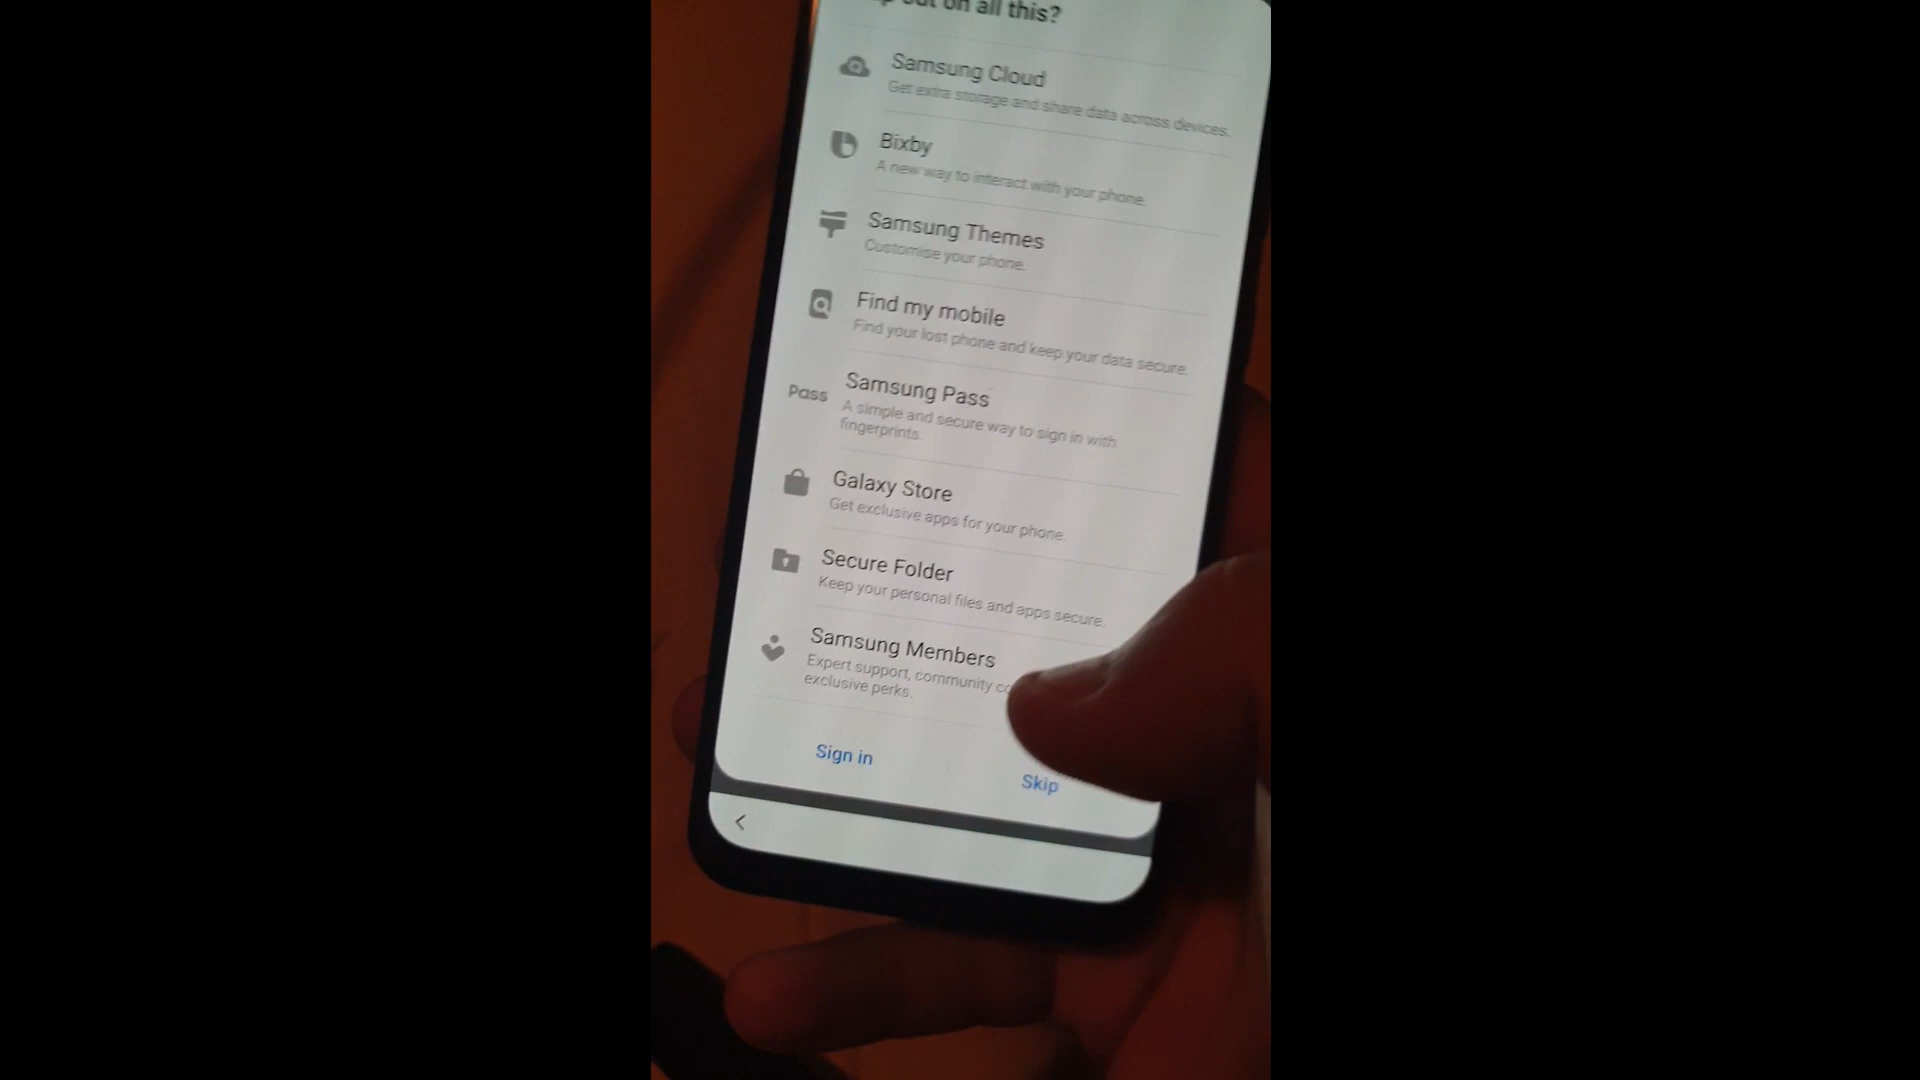 out on all this?
Samsung Cloud
Get extra storage and share data across devices.
Bixby
A new way to interact with your phone.
Samsung Themes
Customise your phone.
Find my mobile
Find your lost phone and keep your data secure.
Pass
Samsung Pass
A simple and secure way to sign in with
fingerprints.
Galaxy Store
Get exclusive apps for your phone.
Secure Folder
Keep your personal files and apps secure.
Samsung Members
Expert support, community
exclusive perks.
Sign in
Skip